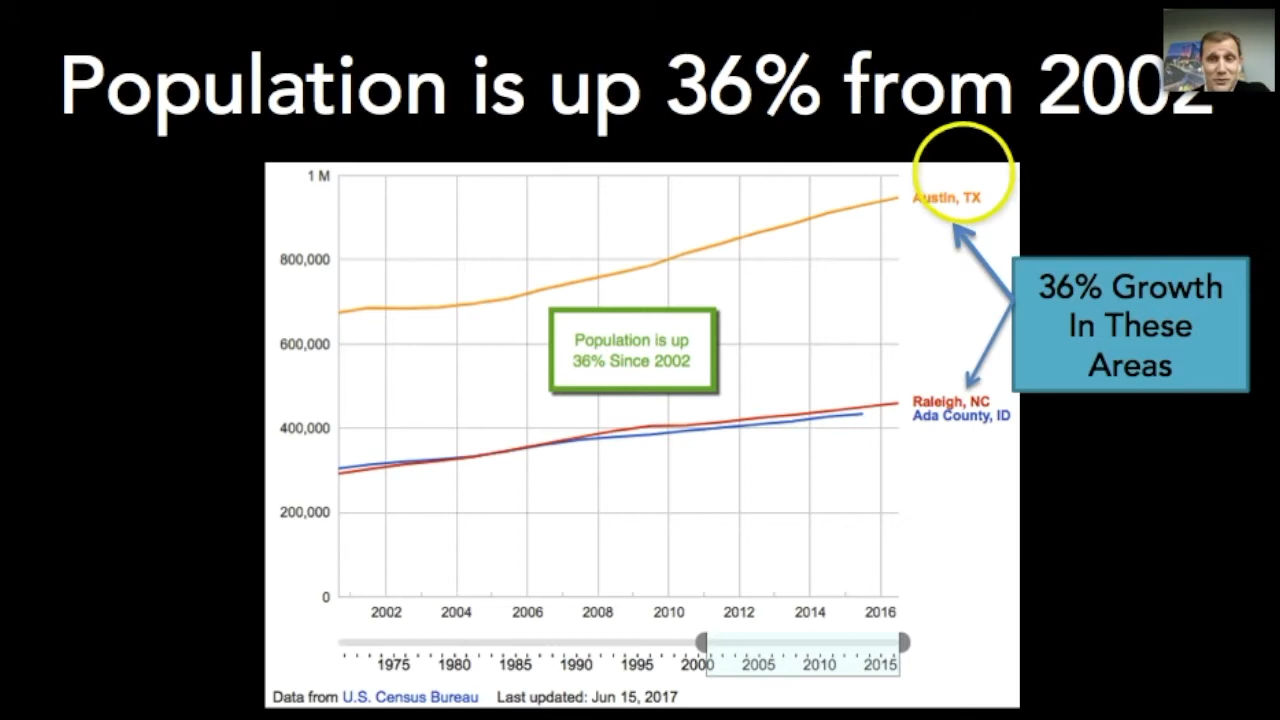 Population is up 36% from 2002
1 M
Austin, TX
800,000
36% Growth
In These
Areas
Population is up
36% Since 2002
600,000
Raleigh, NC
Ada County, ID
400,000
200,000
0
2002 2004 2006 2008 2010 2012 2014 2016
1975 1980 1985 1990 1995 2000 2005 2010 2015
Data from U.S. Census Bureau Last updated: Jun 15, 2017